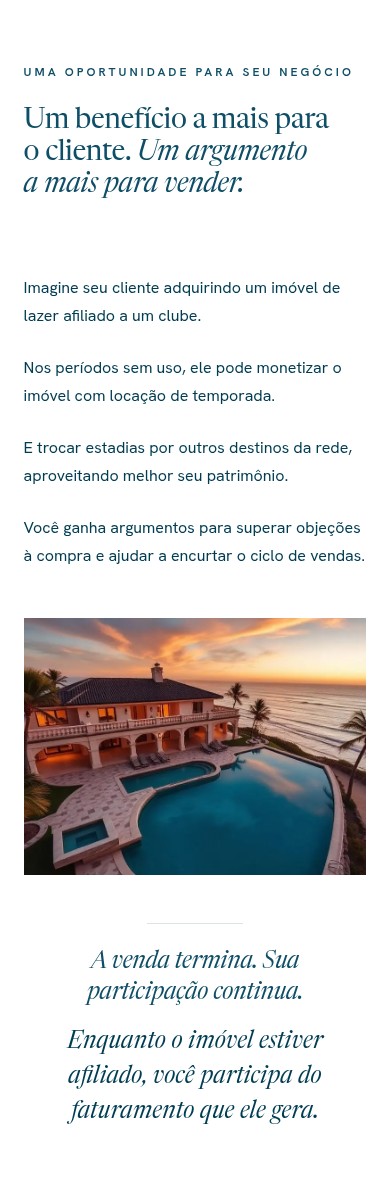 UMA OPORTUNIDADE PARA SEU NEGÓCIO
Um benefício a mais para
o cliente. Um argumento
a mais para vender.
Imagine seu cliente adquirindo um imóvel de
lazer afiliado a um clube.
Nos períodos sem uso, ele pode monetizar o
imóvel com locação de temporada.
E trocar estadias por outros destinos da rede,
aproveitando melhor seu patrimônio.
Você ganha argumentos para superar objeções
à compra e ajudar a encurtar o ciclo de vendas.
A venda termina. Sua
participação continua.
Enquanto o imóvel estiver
afiliado, você participa do
faturamento que ele gera.